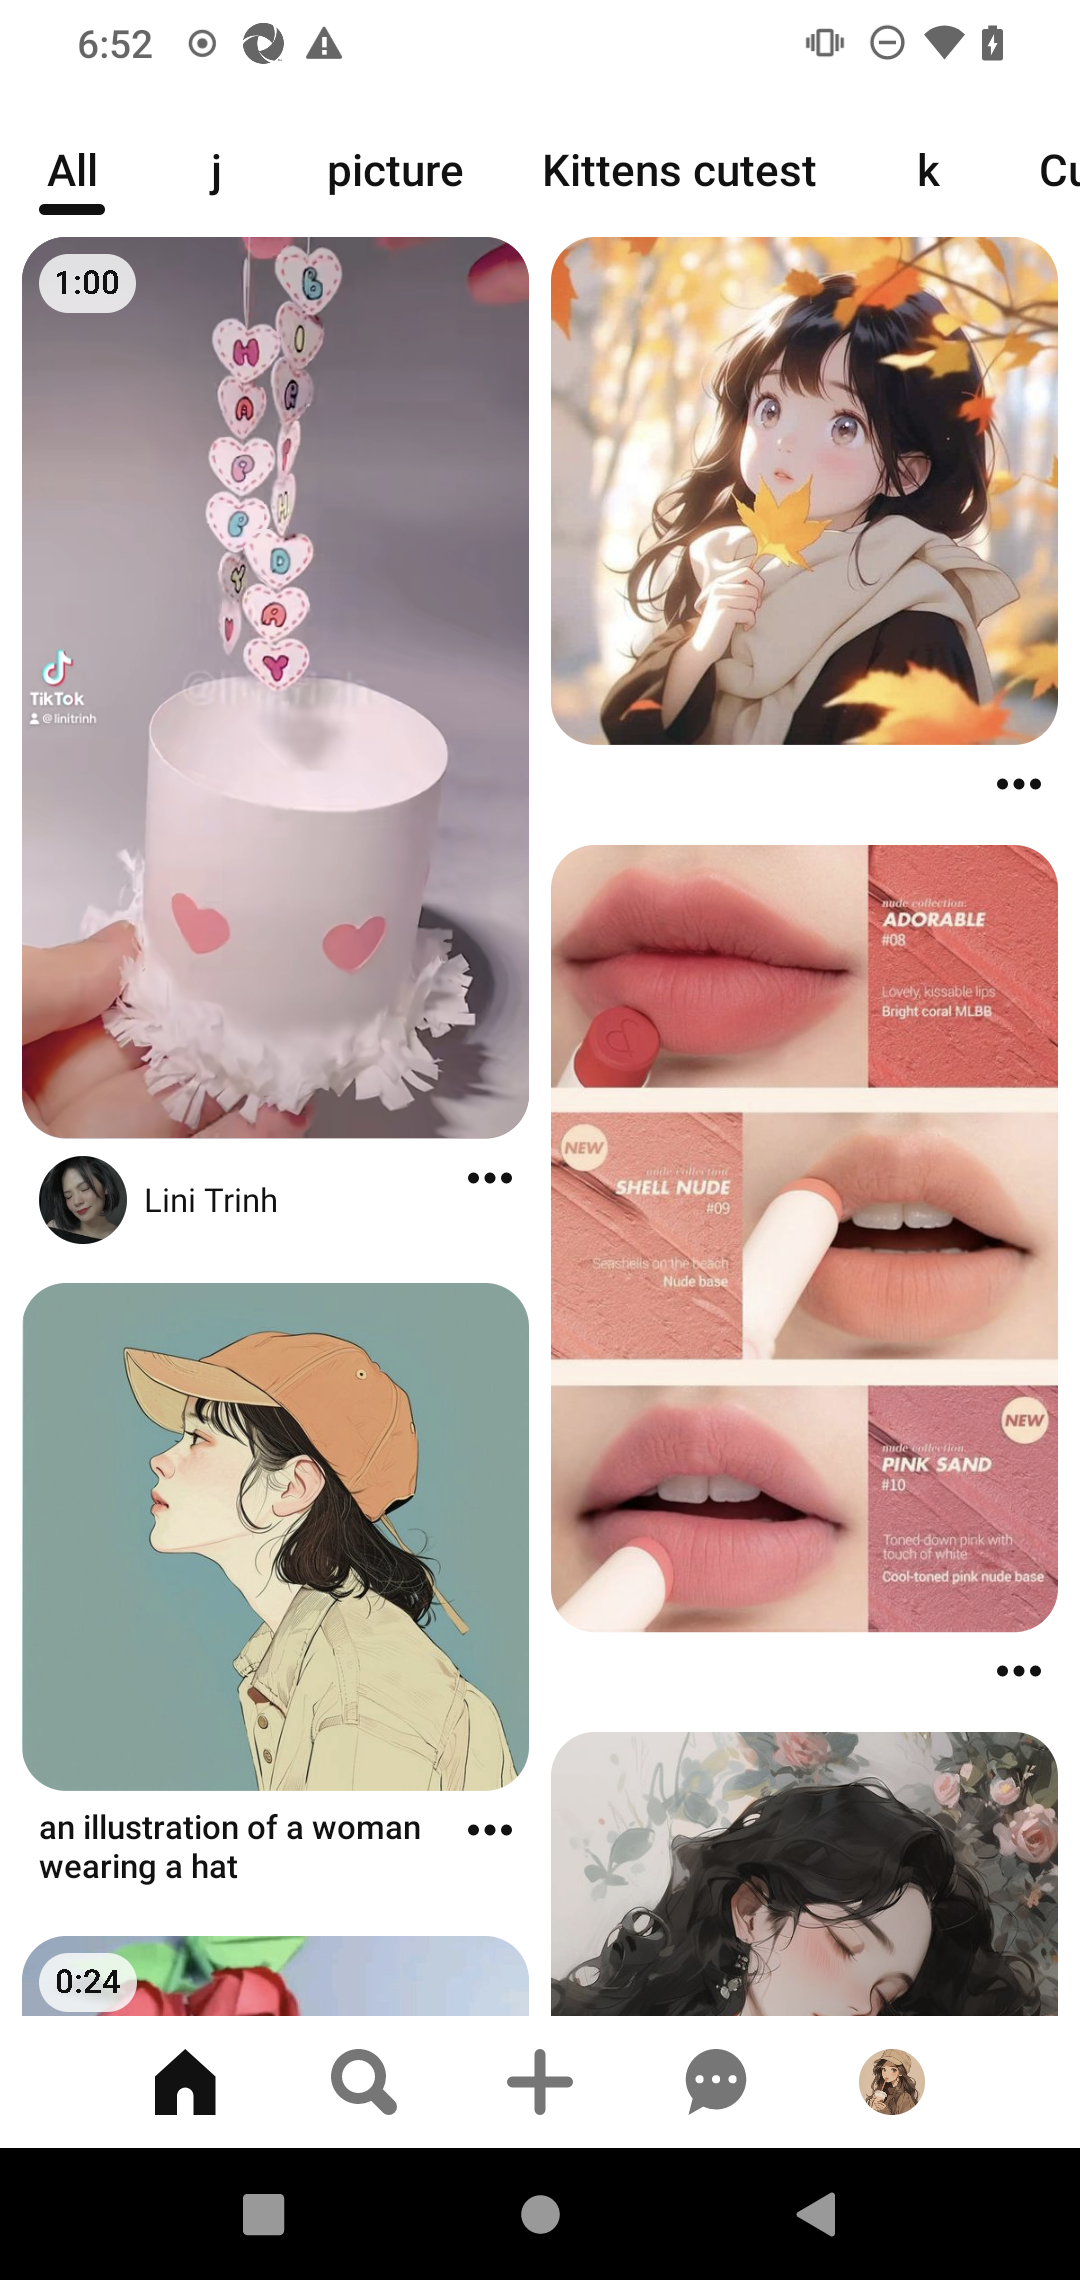 6:52
All j picture Kittens cutest k Cu
1:00
B
H I
A R
P
P H
Y D
A
Y
TikTok
@linitrinh
Lini Trinh
nude collection.
ADORABLE
#08
Lovely, kissable lips
Bright coral MLBB
NEW
nude collection
SHELL NUDE
#09
Seashells on the beach
Nude base
NEW
nude collection.
PINK SAND
#10
Toned-down pink with
touch of white
Cool-toned pink nude base
an illustration of a woman
wearing a hat
0:24